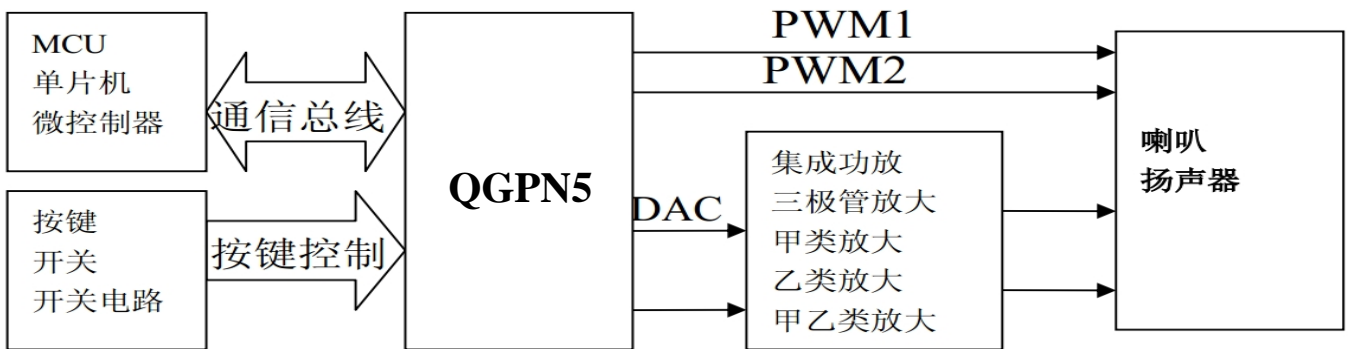 MCU
单片机
微控制器
通信总线
按键
开关
开关电路
按键控制
QGPN5
PWM1
PWM2
DAC
集成功放
三极管放大
甲类放大
乙类放大
甲乙类放大
喇叭
扬声器